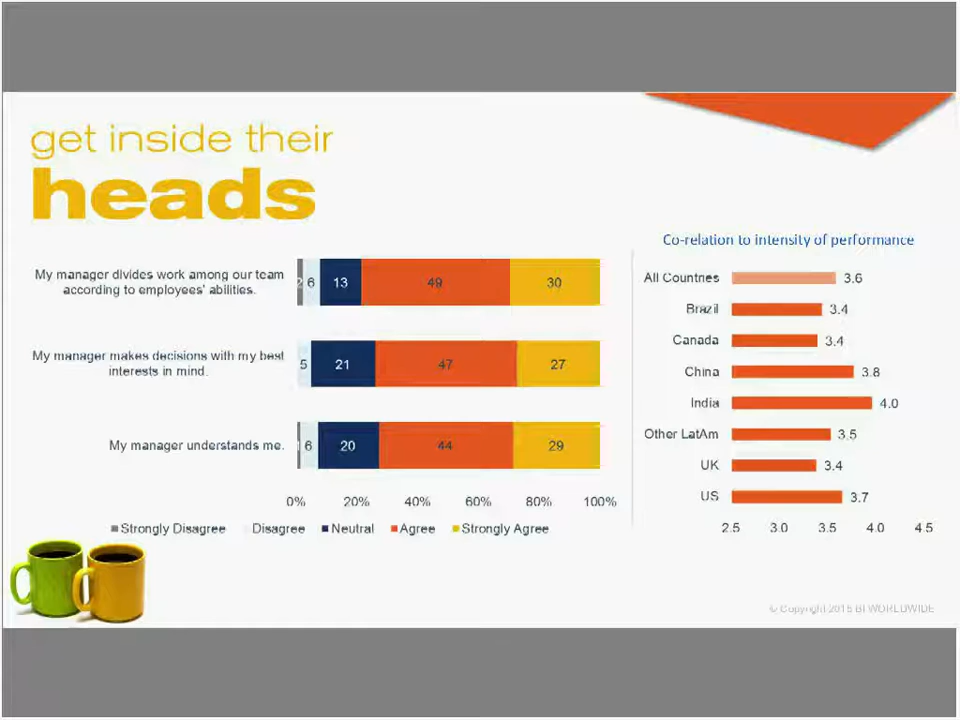 get inside their
heads
Co-relation to intensity of performance
My manager divides work among our team
according to employees' abilities.
2 6 13 49 30
My manager makes decisions with my best
interests in mind.
5 21 47 27
My manager understands me.
6 20 44 29
0% 20% 40% 60% 80% 100%
Strongly Disagree Disagree Neutral Agree Strongly Agree
All Countries 3.6
Brazil 3.4
Canada 3.4
China 3.8
India 4.0
Other LatAm 3.5
UK 3.4
US 3.7
2.5 3.0 3.5 4.0 4.5
© Copyright 2015 BI WORLDWIDE